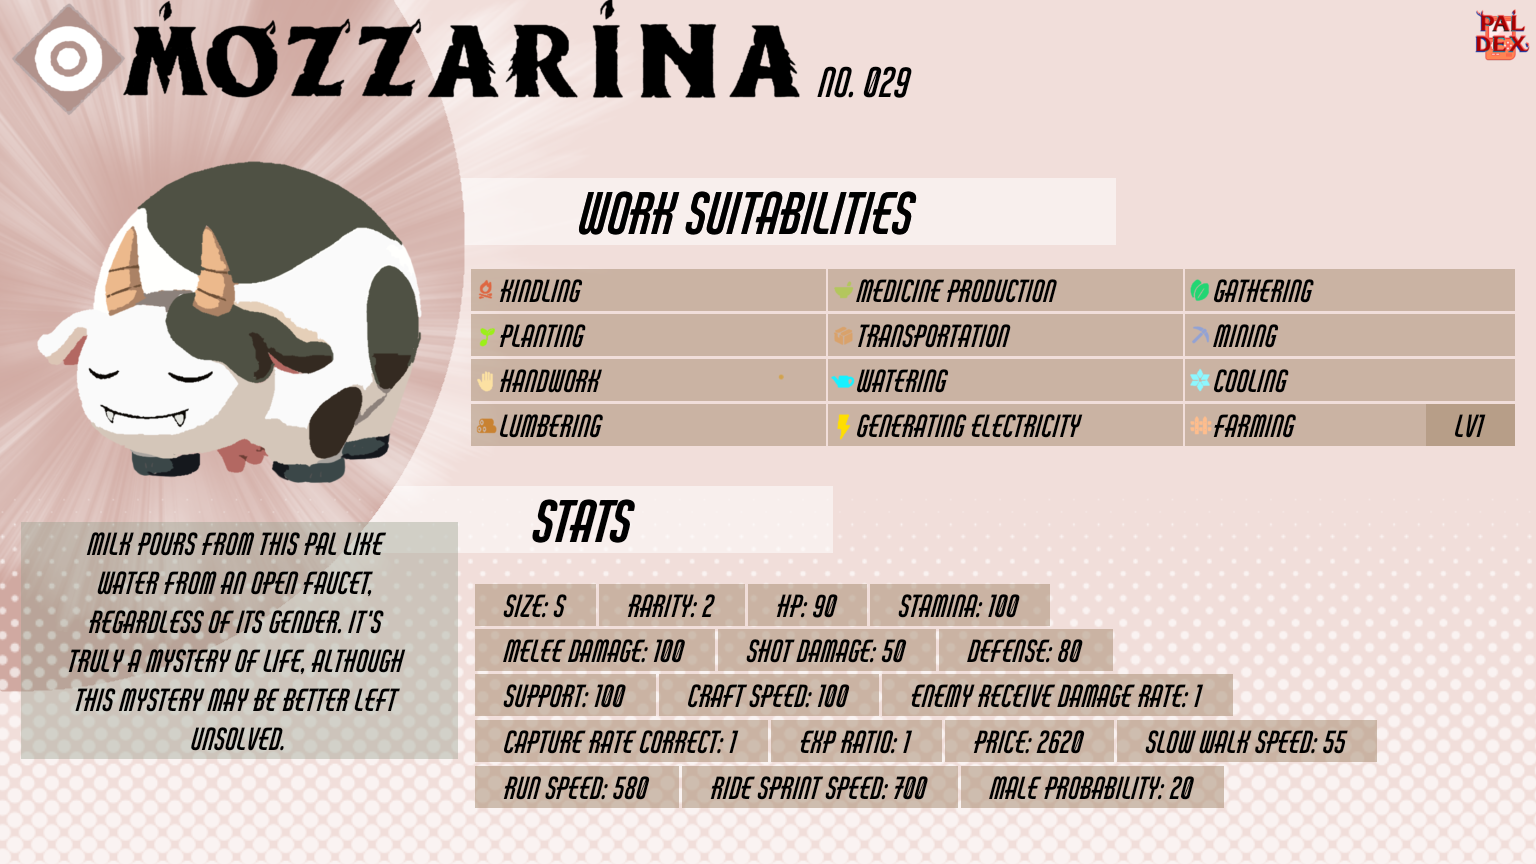 MOZZARINA NO. 029
PAL
DEX
WORK SUITABILITIES
KINDLING
MEDICINE PRODUCTION
GATHERING
PLANTING
TRANSPORTATION
MINING
HANDWORK
WATERING
COOLING
LUMBERING
GENERATING ELECTRICITY
FARMING
LV1
MILK POURS FROM THIS PAL LIKE
WATER FROM AN OPEN FAUCET,
REGARDLESS OF ITS GENDER. IT'S
TRULY A MYSTERY OF LIFE, ALTHOUGH
THIS MYSTERY MAY BE BETTER LEFT
UNSOLVED.
STATS
SIZE: S
RARITY: 2
HP: 90
STAMINA: 100
MELEE DAMAGE: 100
SHOT DAMAGE: 50
DEFENSE: 80
SUPPORT: 100
CRAFT SPEED: 100
ENEMY RECEIVE DAMAGE RATE: 1
CAPTURE RATE CORRECT: 1
EXP RATIO: 1
PRICE: 2620
SLOW WALK SPEED: 55
RUN SPEED: 580
RIDE SPRINT SPEED: 700
MALE PROBABILITY: 20